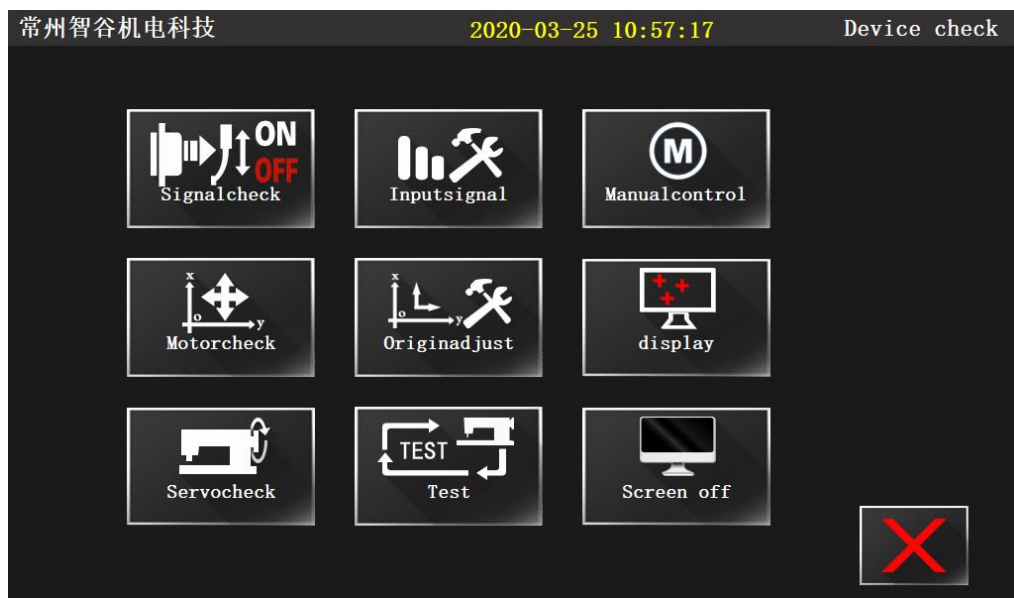 常州智谷机电科技 2020-03-25 10:57:17 Device check
ON
OFF
Signalcheck
Inputsignal
M
Manualcontrol
x
o
y
Motorcheck
x
o
y
Originadjust
display
Servocheck
TEST
Test
Screen off